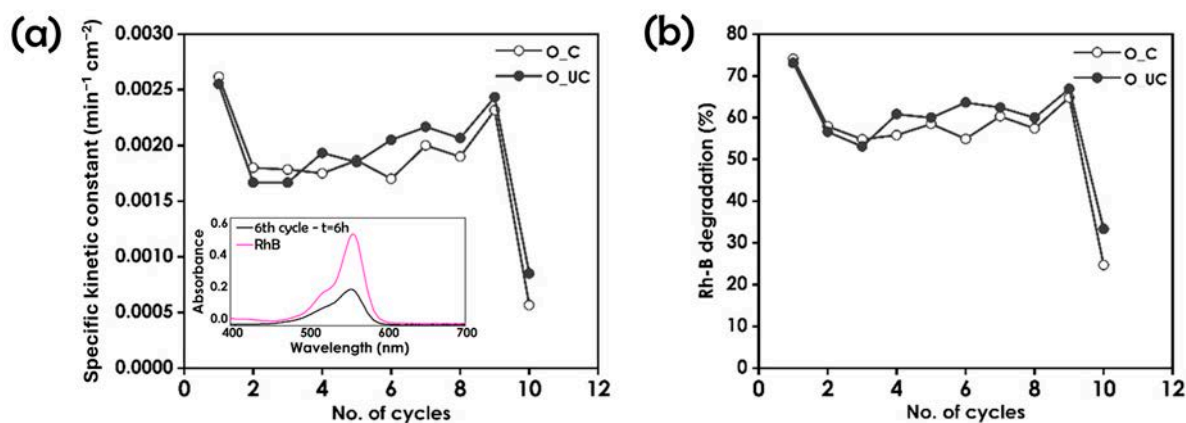 (a)
Specific kinetic constant (min⁻¹ cm⁻²)
0.0030
0.0025
0.0020
0.0015
0.0010
0.0005
0.0000
O_C
O_UC
0.6
0.4
0.2
0.0
Absorbance
6th cycle - t=6h
RhB
400 500 600 700
Wavelength (nm)
0 2 4 6 8 10 12
No. of cycles
(b)
Rh-B degradation (%)
80
70
60
50
40
30
20
10
0
O_C
O_UC
0 2 4 6 8 10 12
No. of cycles